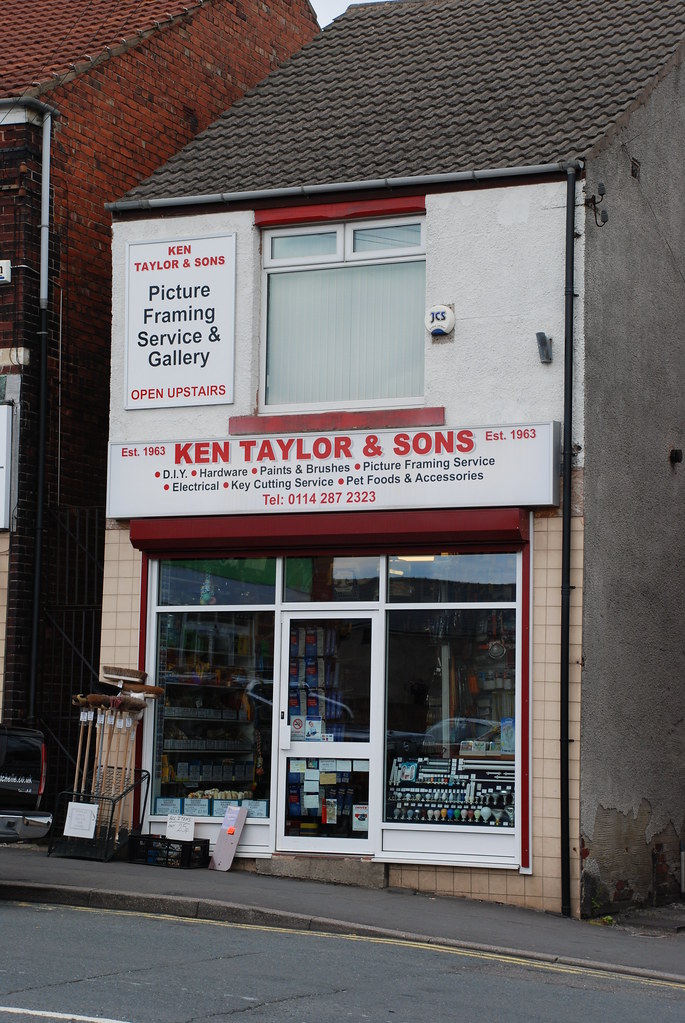 KEN
TAYLOR & SONS
Picture
Framing
Service &
Gallery
OPEN UPSTAIRS
JCS
Est. 1963 KEN TAYLOR & SONS Est. 1963
• D.I.Y. • Hardware • Paints & Brushes • Picture Framing Service
• Electrical • Key Cutting Service • Pet Foods & Accessories
Tel: 0114 287 2323